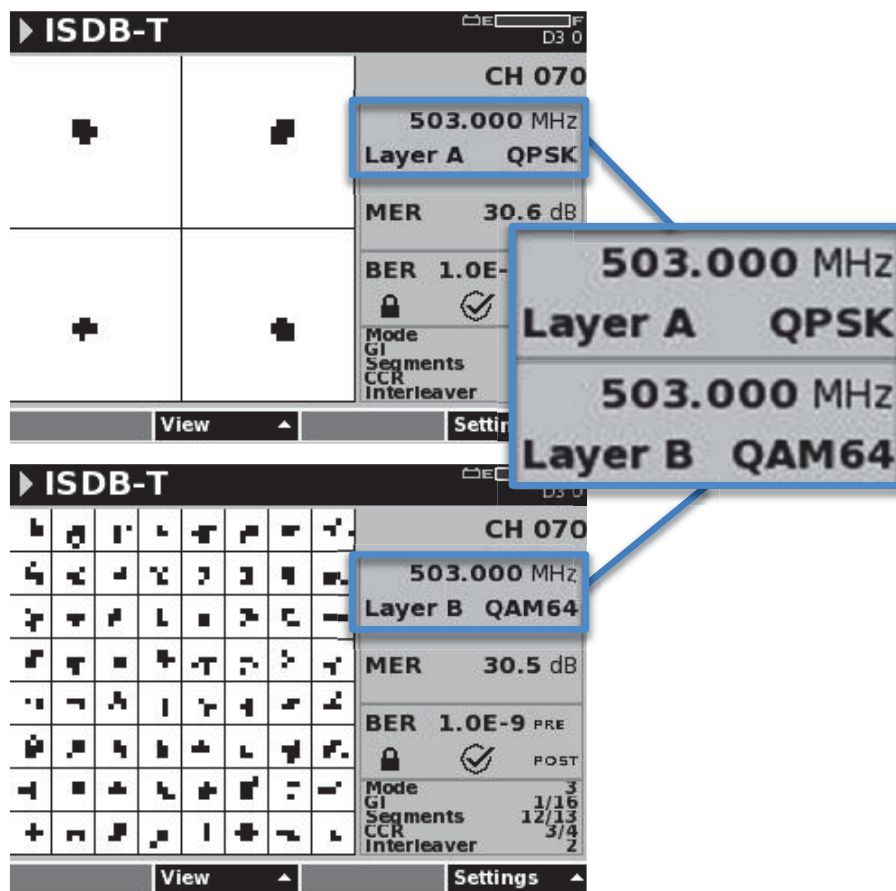 ISDB-T
E F
D3 0
CH 070
503.000 MHz
Layer A QPSK
MER 30.6 dB
BER 1.0E-
Mode
GI
Segments
CCR
Interleaver
View
Settin
503.000 MHz
Layer A QPSK
503.000 MHz
Layer B QAM64
ISDB-T
E
D3 0
CH 070
503.000 MHz
Layer B QAM64
MER 30.5 dB
BER 1.0E-9 PRE
POST
Mode 3
GI 1/16
Segments 12/13
CCR 3/4
Interleaver 2
View
Settings